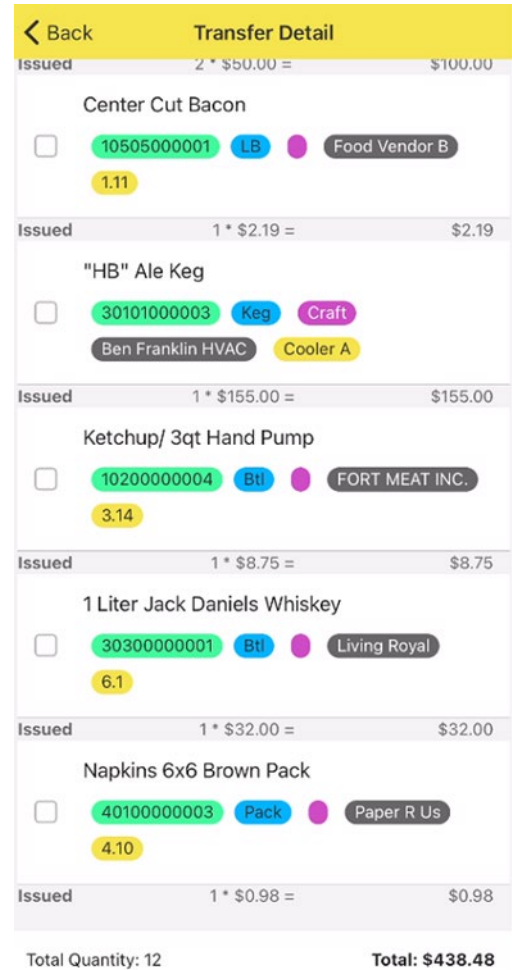 Back Transfer Detail
Issued 2 * $50.00 = $100.00
Center Cut Bacon
10505000001 LB Food Vendor B
1.11
Issued 1 * $2.19 = $2.19
"HB" Ale Keg
30101000003 Keg Craft
Ben Franklin HVAC Cooler A
Issued 1 * $155.00 = $155.00
Ketchup/ 3qt Hand Pump
10200000004 Btl FORT MEAT INC.
3.14
Issued 1 * $8.75 = $8.75
1 Liter Jack Daniels Whiskey
30300000001 Btl Living Royal
6.1
Issued 1 * $32.00 = $32.00
Napkins 6x6 Brown Pack
40100000003 Pack Paper R Us
4.10
Issued 1 * $0.98 = $0.98
Total Quantity: 12 Total: $438.48